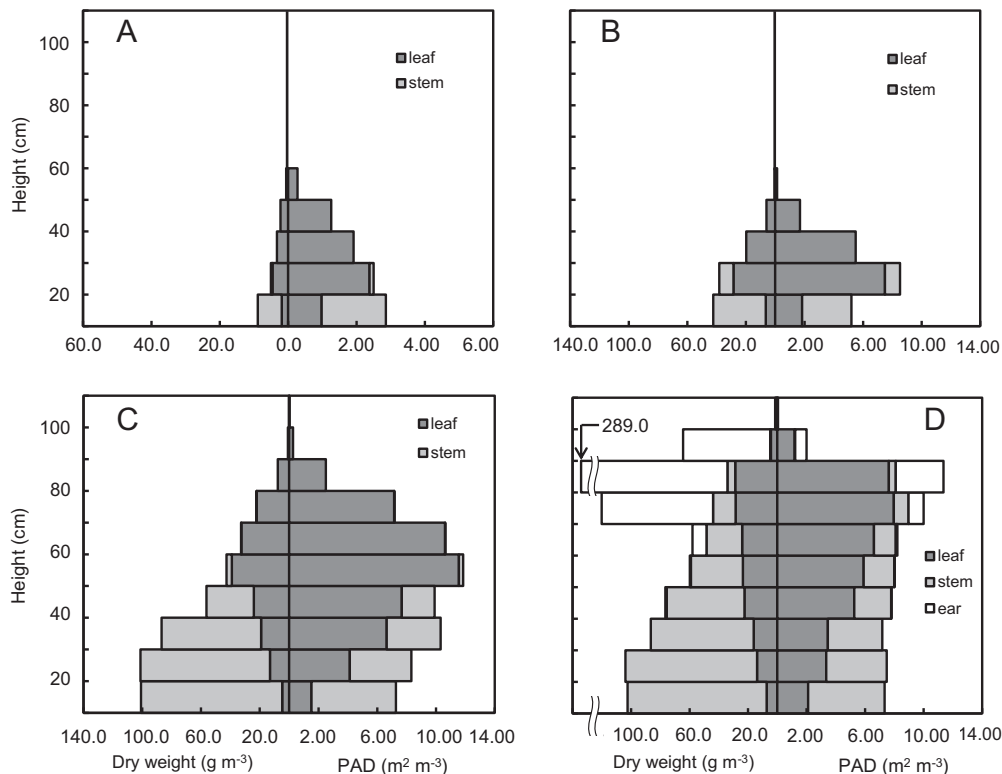 A
B
100
80
60
40
20
Height (cm)
leaf
stem
leaf
stem
60.0 40.0 20.0 0.0 2.00 4.00 6.00
140.0 100.0 60.0 20.0 2.00 6.00 10.00 14.00
C
D
289.0
100
80
60
40
20
Height (cm)
leaf
stem
leaf
stem
ear
140.0 100.0 60.0 20.0 2.00 6.00 10.00 14.00
100.0 60.0 20.0 2.00 6.00 10.00 14.00
Dry weight (g m-3) PAD (m2 m-3)
Dry weight (g m-3) PAD (m2 m-3)